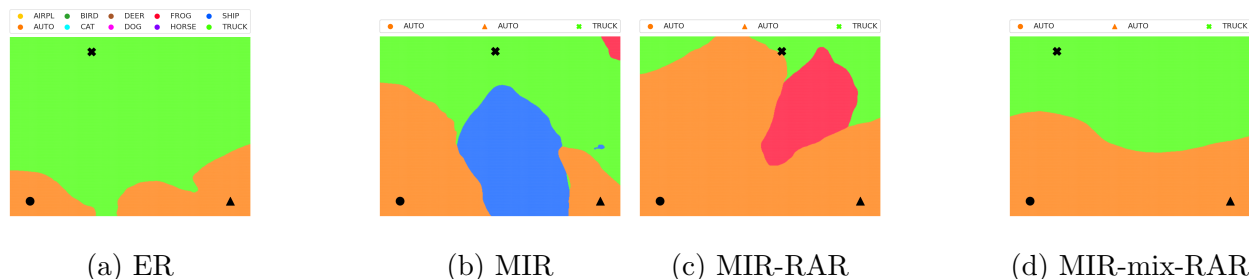 AIRPL BIRD DEER FROG SHIP
AUTO CAT DOG HORSE TRUCK
AUTO AUTO TRUCK
AUTO AUTO TRUCK
AUTO AUTO TRUCK
(a) ER
(b) MIR
(c) MIR-RAR
(d) MIR-mix-RAR